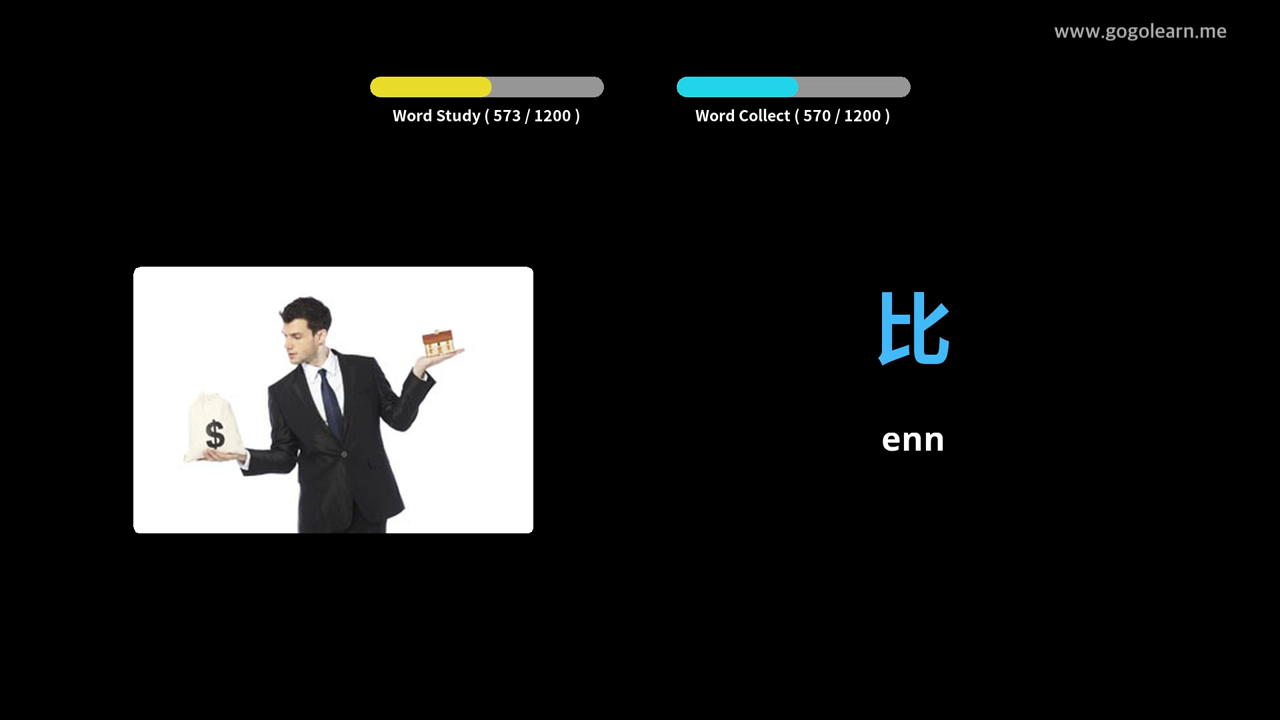 www.gogolearn.me
Word Study ( 573 / 1200 )
Word Collect ( 570 / 1200 )
$
比
enn